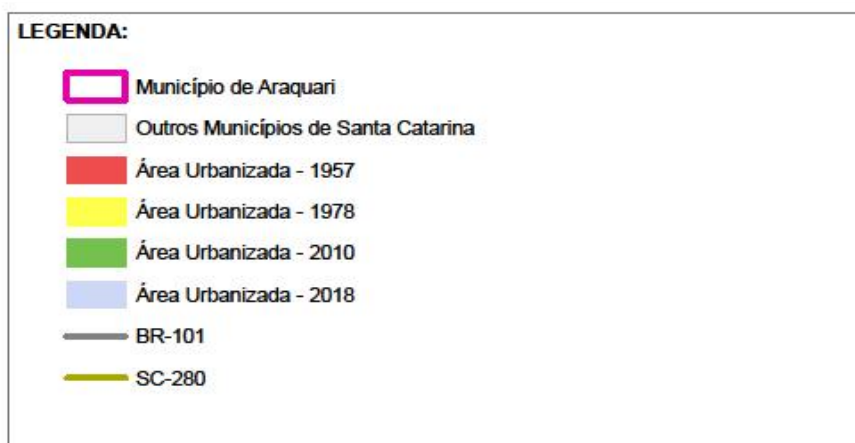 LEGENDA:
Município de Araquari
Outros Municípios de Santa Catarina
Área Urbanizada - 1957
Área Urbanizada - 1978
Área Urbanizada - 2010
Área Urbanizada - 2018
BR-101
SC-280